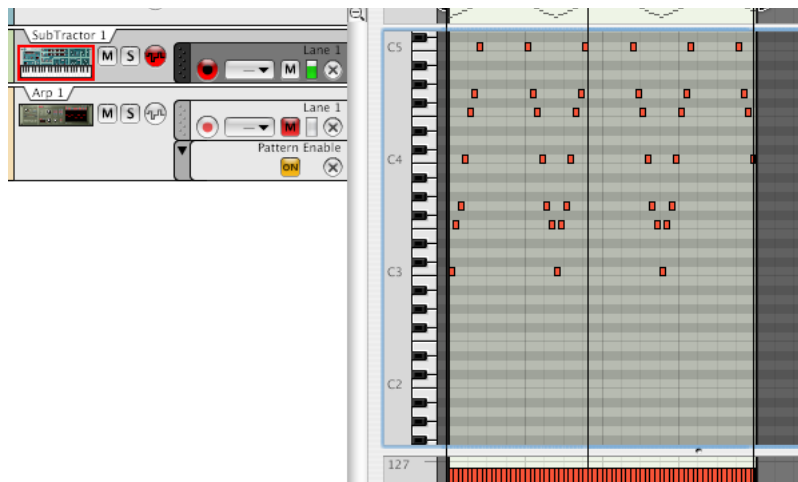 SubTractor 1
M S
Lane 1
— M
Arp 1
M S
Lane 1
— M
Pattern Enable
ON
C5
C4
C3
C2
127